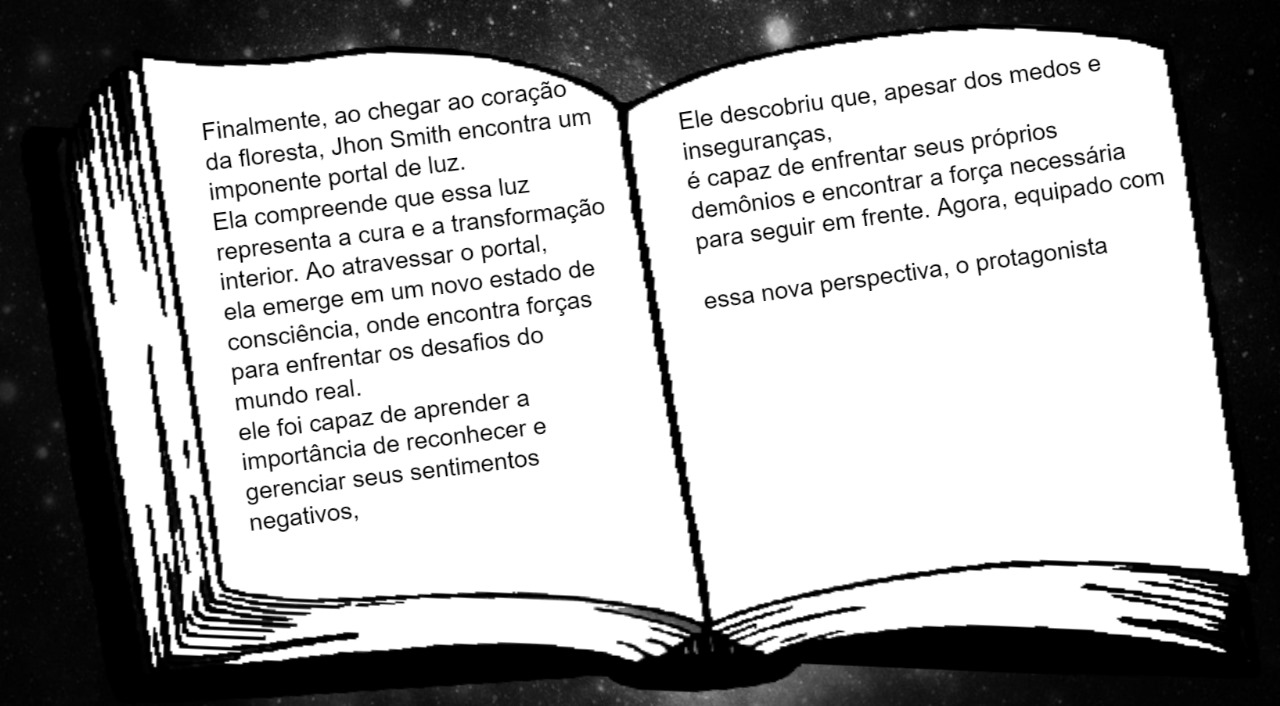 Finalmente, ao chegar ao coração
da floresta, Jhon Smith encontra um
imponente portal de luz.
Ela compreende que essa luz
representa a cura e a transformação
interior. Ao atravessar o portal,
ela emerge em um novo estado de
consciência, onde encontra forças
para enfrentar os desafios do
mundo real.
ele foi capaz de aprender a
importância de reconhecer e
gerenciar seus sentimentos
negativos,
Ele descobriu que, apesar dos medos e
inseguranças,
é capaz de enfrentar seus próprios
demônios e encontrar a força necessária
para seguir em frente. Agora, equipado com
essa nova perspectiva, o protagonista